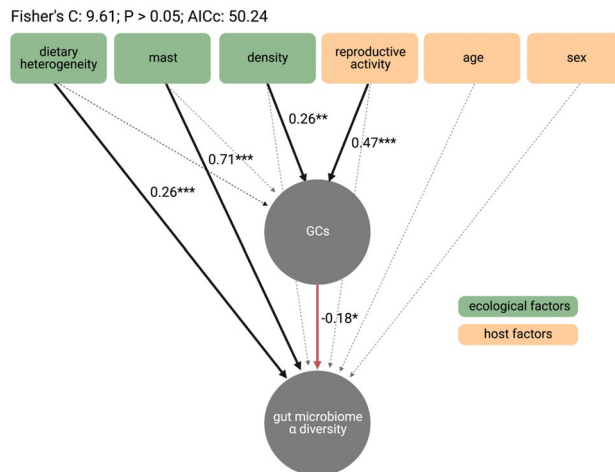 Fisher's C: 9.61; P > 0.05; AICc: 50.24
dietary
heterogeneity
mast
density
reproductive
activity
age
sex
0.26**
0.47***
0.71***
0.26***
GCs
-0.18*
ecological factors
host factors
gut microbiome
α diversity